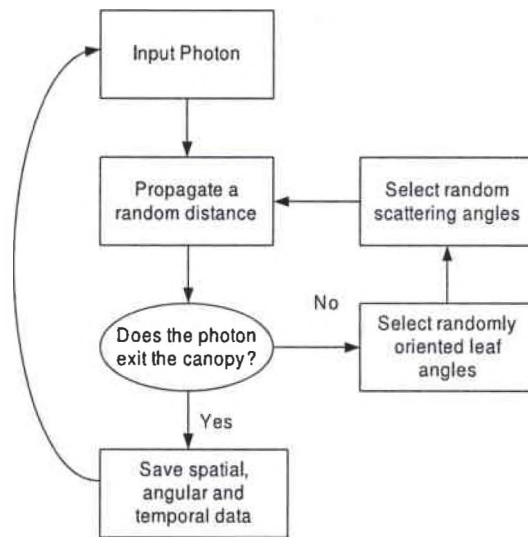 Input Photon
Propagate a
random distance
Select random
scattering angles
Does the photon
exit the canopy?
No
Select randomly
oriented leaf
angles
Yes
Save spatial,
angular and
temporal data